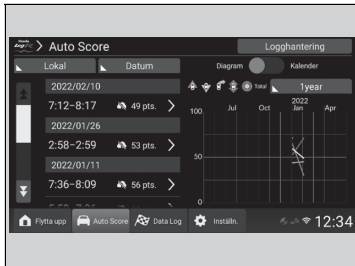 Honda
LogR
Auto Score
Logghantering
Lokal
Datum
Diagram
Kalender
2022/02/10
Total
1year
7:12–8:17 49 pts.
2022/01/26
2:58–2:59 53 pts.
2022/01/11
7:36–8:09 56 pts.
100
50
0
Jul
Oct
2022
Jan
Apr
Flytta upp
Auto Score
Data Log
Inställn.
12:34